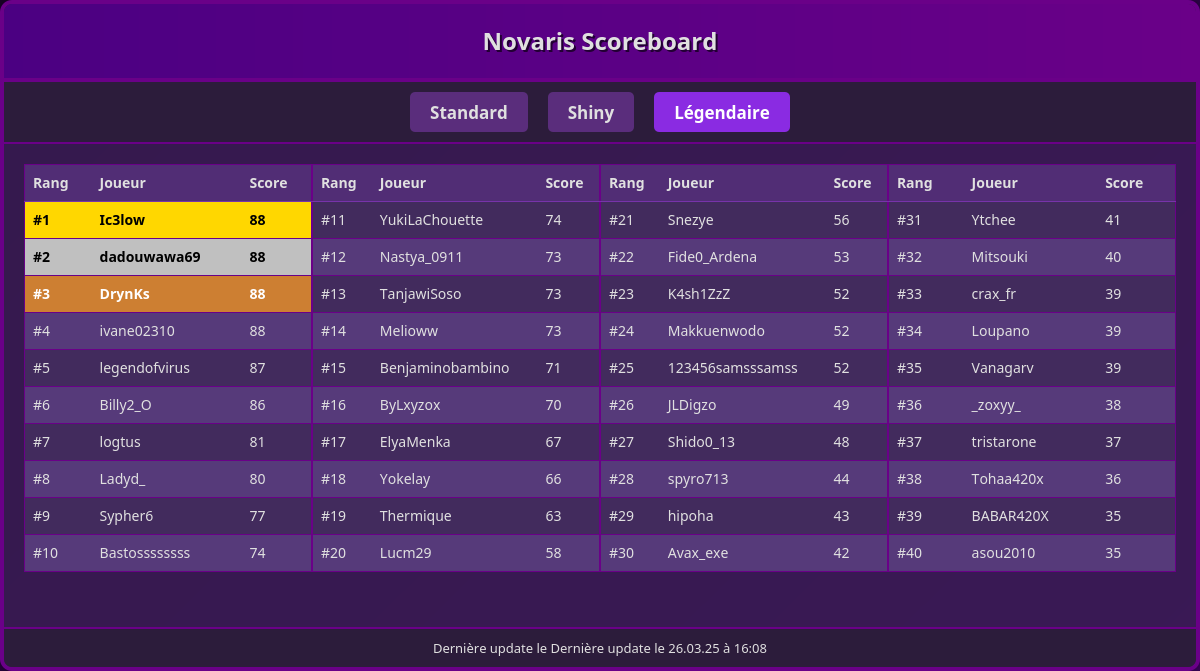 Novaris Scoreboard
Standard Shiny Légendaire
Rang Joueur Score Rang Joueur Score Rang Joueur Score Rang Joueur Score
#1 Ic3low 88 #11 YukiLaChouette 74 #21 Snezye 56 #31 Ytchee 41
#2 dadouwawa69 88 #12 Nastya_0911 73 #22 Fide0_Ardena 53 #32 Mitsouki 40
#3 DrynKs 88 #13 TanjawiSoso 73 #23 K4sh1ZzZ 52 #33 crax_fr 39
#4 ivane02310 88 #14 Melioww 73 #24 Makkuenwodo 52 #34 Loupano 39
#5 legendofvirus 87 #15 Benjaminobambino 71 #25 123456samsssamss 52 #35 Vanagarv 39
#6 Billy2_O 86 #16 ByLxyzox 70 #26 JLDigzo 49 #36 _zoxyy_ 38
#7 logtus 81 #17 ElyaMenka 67 #27 Shido0_13 48 #37 tristarone 37
#8 Ladyd_ 80 #18 Yokelay 66 #28 spyro713 44 #38 Tohaa420x 36
#9 Sypher6 77 #19 Thermique 63 #29 hipoha 43 #39 BABAR420X 35
#10 Bastossssssss 74 #20 Lucm29 58 #30 Avax_exe 42 #40 asou2010 35
Dernière update le Dernière update le 26.03.25 à 16:08